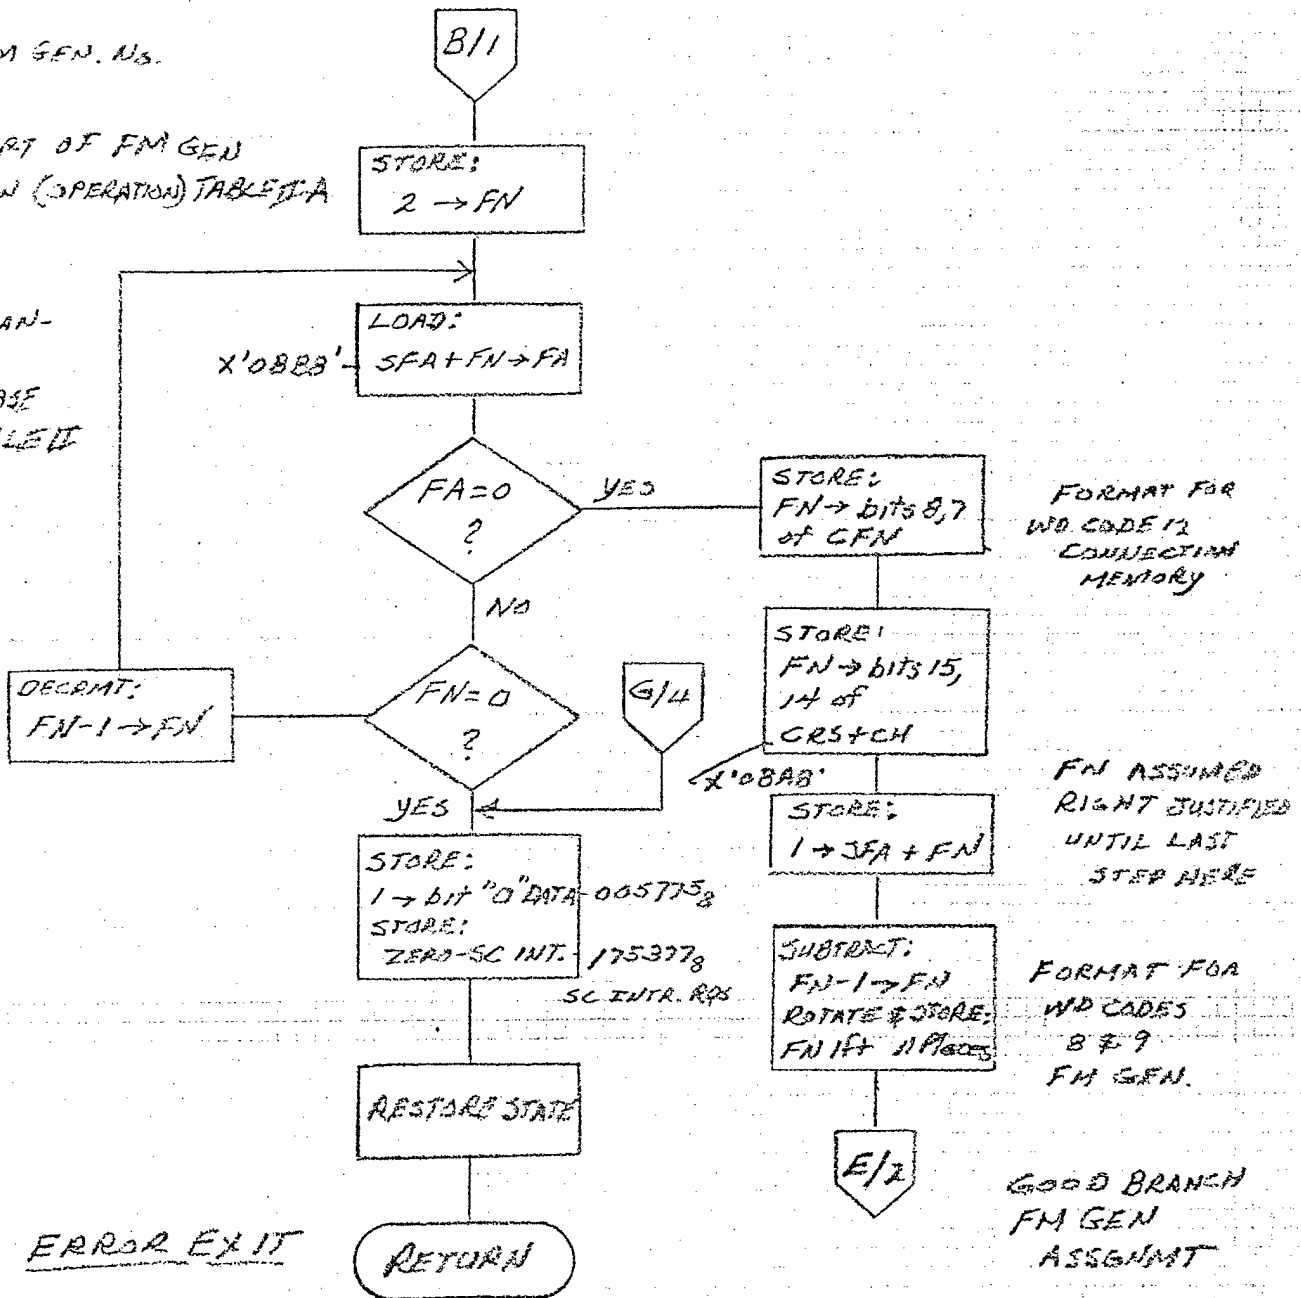 M GEN. NO.
RT OF FM GEN
N (OPERATION) TABLE II-A
AN-
B/1
STORE:
2 → FN
LOAD:
SFA + FN → FA
FA=0
?
YES
NO
FN=0
?
YES
DECRMT:
FN-1 → FN
G/4
STORE:
1 → bit "0" DATA-005775₈
STORE:
ZERO-SC INT.-175377₈
SC INTR. RQS
RESTORE STATE
RETURN
ERROR EXIT
STORE:
FN → bits 8,7
of CFN
FORMAT FOR
WD CODE 12
CONNECTION
MEMORY
STORE:
FN → bits 15,
14 of
CRS+CH
X'08A8'
STORE:
1 → SFA + FN
FN ASSUMED
RIGHT JUSTIFIED
UNTIL LAST
STEP HERE
SUBTRACT:
FN-1 → FN
ROTATE & STORE:
FN lft 11 Places
FORMAT FOR
WD CODES
8 & 9
FM GEN.
E/2
GOOD BRANCH
FM GEN
ASSGNMT